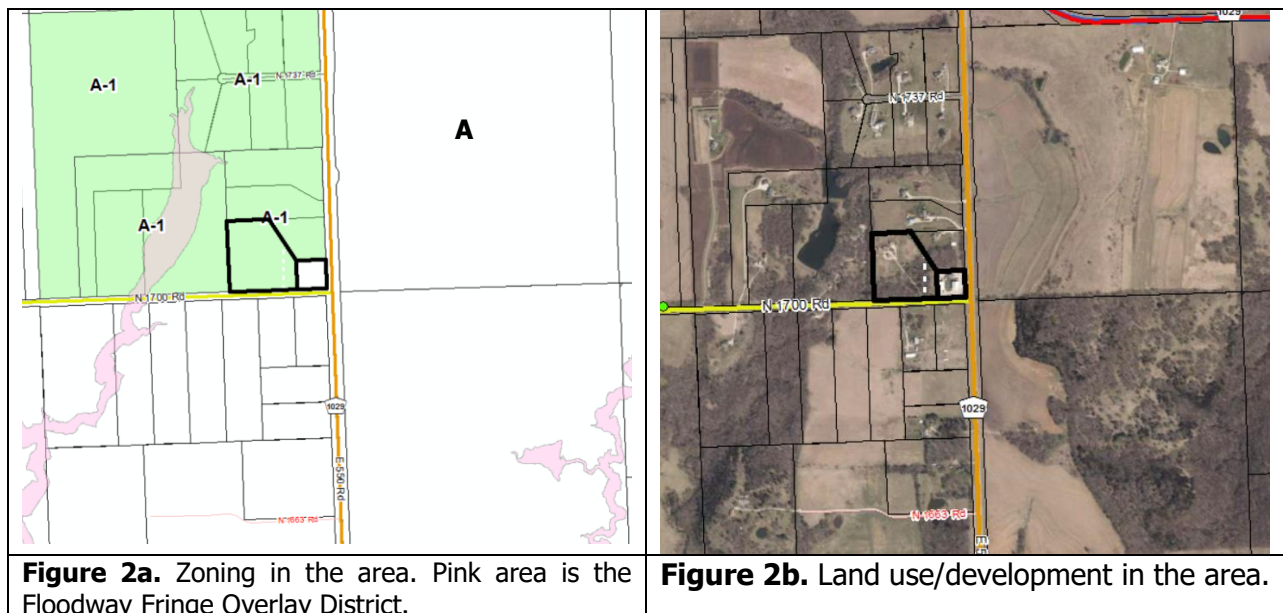 A-1
A-1
N 1737 Rd
A
A-1
A-1
N 1700 Rd
1029
E 550 Rd
N 1663 Rd
1029
N 1737 Rd
N 1700 Rd
1029
N 1663 Rd
Figure 2a. Zoning in the area. Pink area is the
Floodway Fringe Overlay District.
Figure 2b. Land use/development in the area.